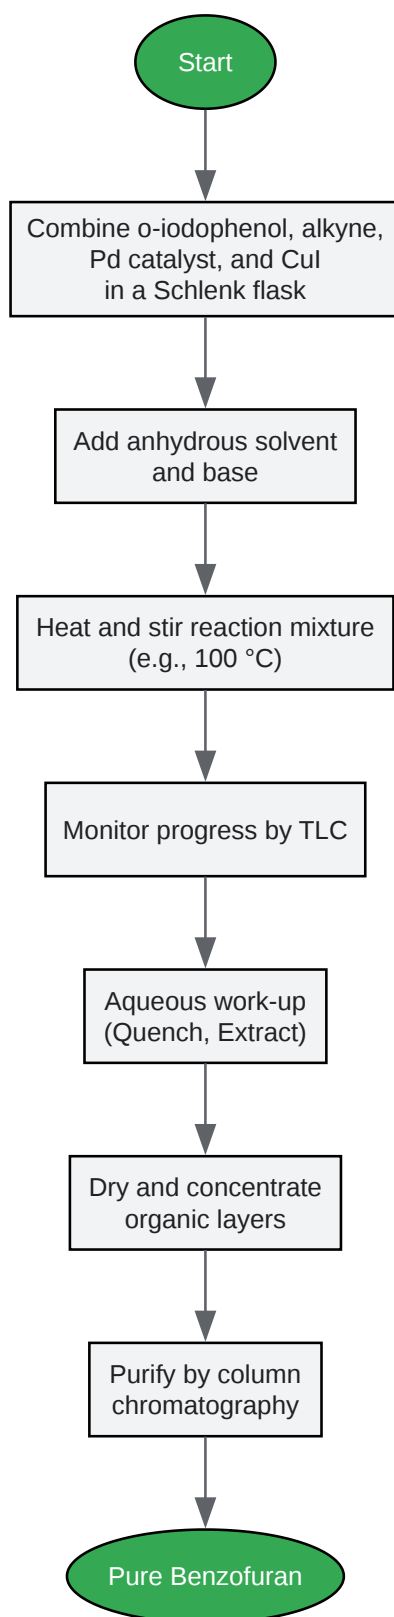 Start
Combine o-iodophenol, alkyne,
Pd catalyst, and CuI
in a Schlenk flask
Add anhydrous solvent
and base
Heat and stir reaction mixture
(e.g., 100 °C)
Monitor progress by TLC
Aqueous work-up
(Quench, Extract)
Dry and concentrate
organic layers
Purify by column
chromatography
Pure Benzofuran